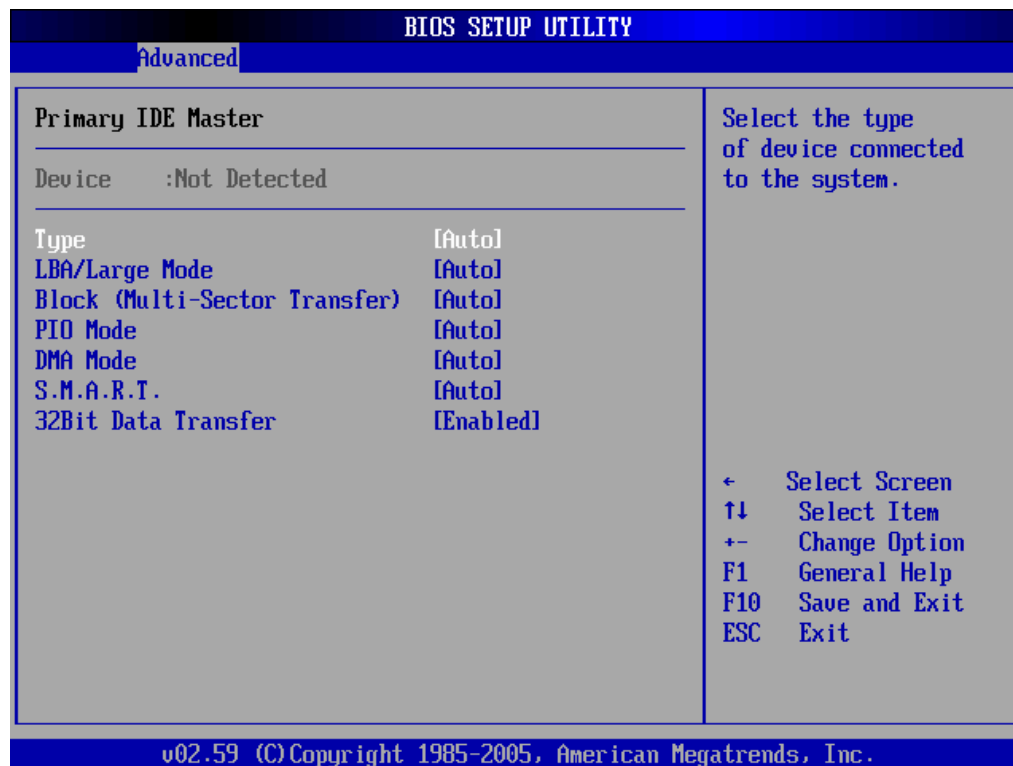 BIOS SETUP UTILITY
Advanced
Primary IDE Master
Device :Not Detected
Type [Auto]
LBA/Large Mode [Auto]
Block (Multi-Sector Transfer) [Auto]
PIO Mode [Auto]
DMA Mode [Auto]
S.M.A.R.T. [Auto]
32Bit Data Transfer [Enabled]
Select the type
of device connected
to the system.
← Select Screen
↑↓ Select Item
+- Change Option
F1 General Help
F10 Save and Exit
ESC Exit
v02.59 (C)Copyright 1985-2005, American Megatrends, Inc.